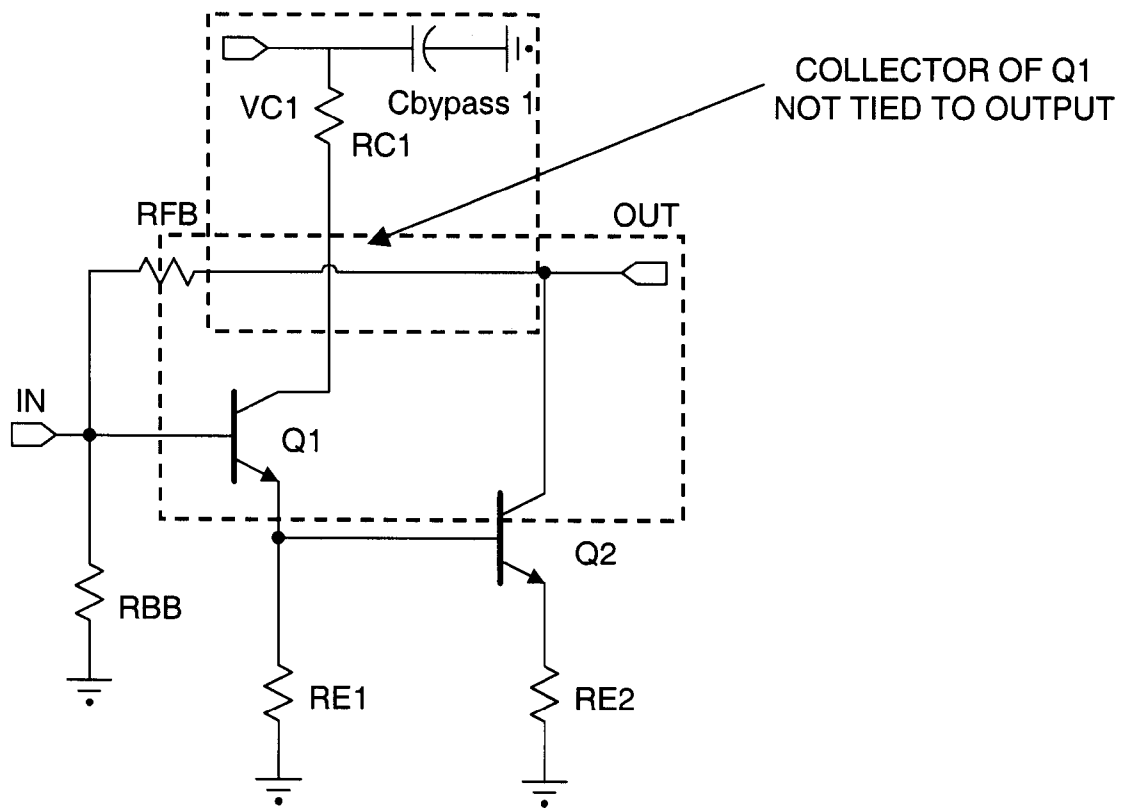 COLLECTOR OF Q1
NOT TIED TO OUTPUT
VC1
Cbypass 1
RC1
RFB
OUT
IN
Q1
Q2
RBB
RE1
RE2